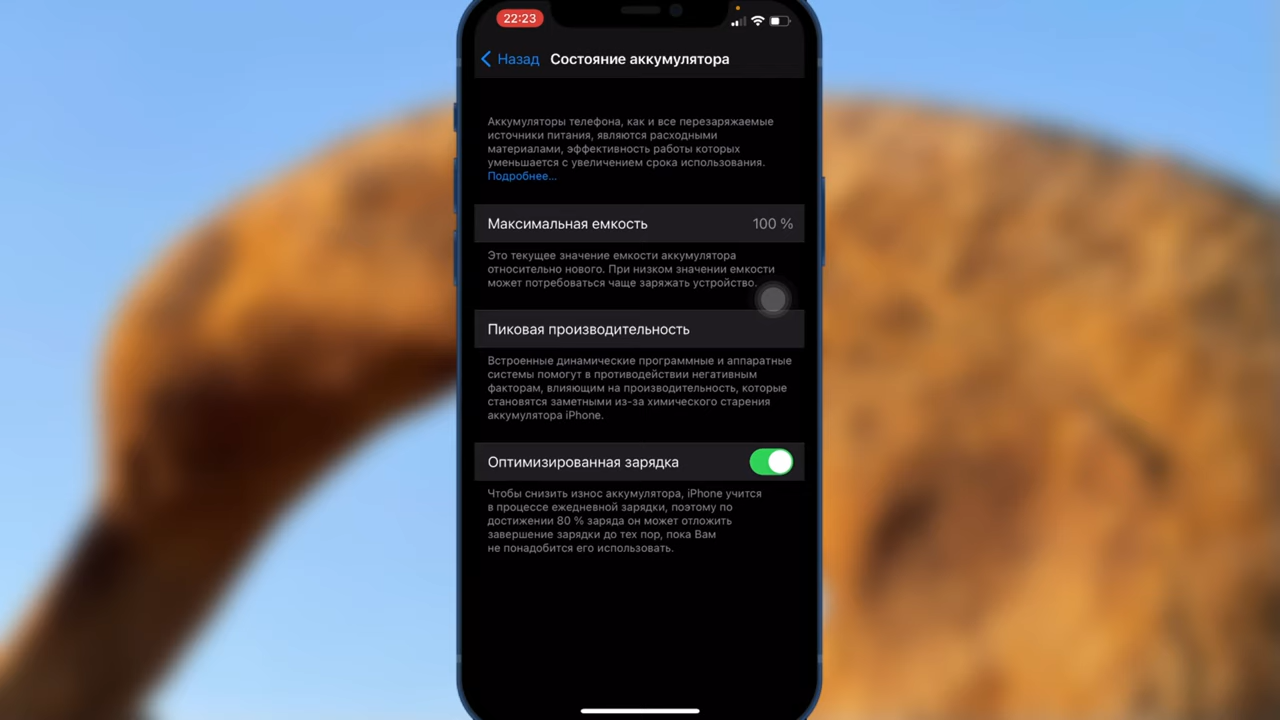 22:23
Назад Состояние аккумулятора
Аккумуляторы телефона, как и все перезаряжаемые
источники питания, являются расходными
материалами, эффективность работы которых
уменьшается с увеличением срока использования.
Подробнее...
Максимальная емкость 100 %
Это текущее значение емкости аккумулятора
относительно нового. При низком значении емкости
может потребоваться чаще заряжать устройство.
Пиковая производительность
Встроенные динамические программные и аппаратные
системы помогут в противодействии негативным
факторам, влияющим на производительность, которые
становятся заметными из-за химического старения
аккумулятора iPhone.
Оптимизированная зарядка
Чтобы снизить износ аккумулятора, iPhone учится
в процессе ежедневной зарядки, поэтому по
достижении 80 % заряда он может отложить
завершение зарядки до тех пор, пока Вам
не понадобится его использовать.